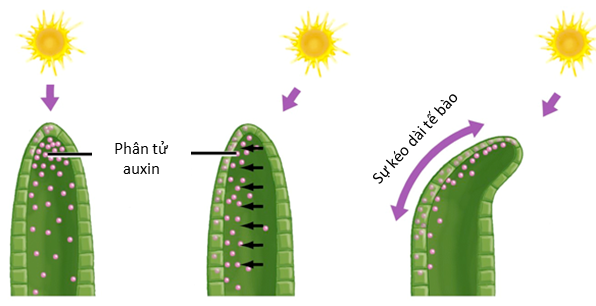 Phân tử
auxin
Sự kéo dài tế bào